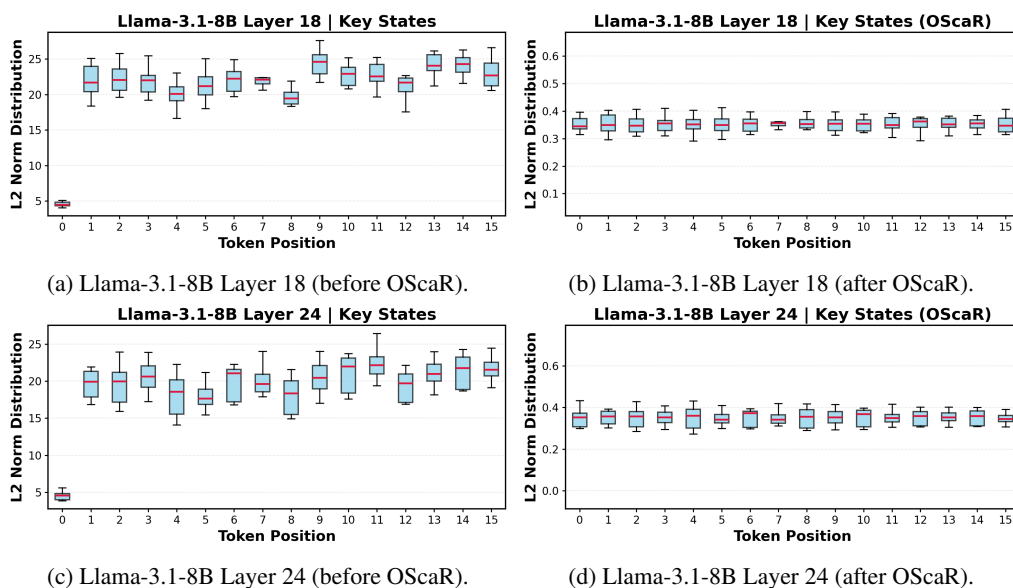 Llama-3.1-8B Layer 18 | Key States
L2 Norm Distribution
25
20
15
10
5
0 1 2 3 4 5 6 7 8 9 10 11 12 13 14 15
Token Position
(a) Llama-3.1-8B Layer 18 (before OScaR).
Llama-3.1-8B Layer 18 | Key States (OScaR)
L2 Norm Distribution
0.6
0.5
0.4
0.3
0.2
0.1
0 1 2 3 4 5 6 7 8 9 10 11 12 13 14 15
Token Position
(b) Llama-3.1-8B Layer 18 (after OScaR).
Llama-3.1-8B Layer 24 | Key States
L2 Norm Distribution
25
20
15
10
5
0 1 2 3 4 5 6 7 8 9 10 11 12 13 14 15
Token Position
(c) Llama-3.1-8B Layer 24 (before OScaR).
Llama-3.1-8B Layer 24 | Key States (OScaR)
L2 Norm Distribution
0.6
0.4
0.2
0.0
0 1 2 3 4 5 6 7 8 9 10 11 12 13 14 15
Token Position
(d) Llama-3.1-8B Layer 24 (after OScaR).